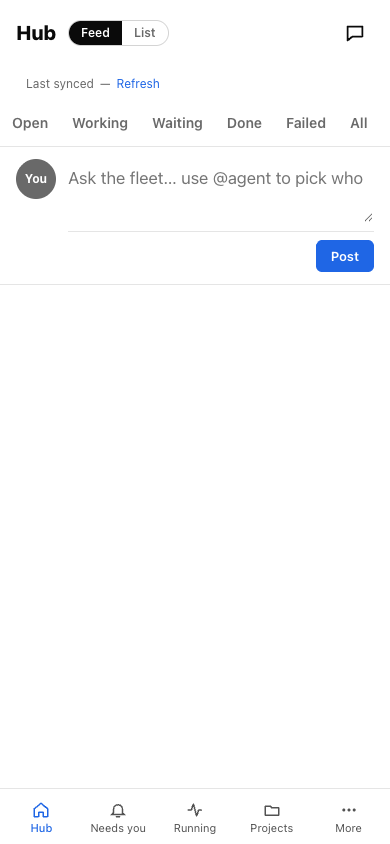 Hub Feed List
Last synced — Refresh
Open Working Waiting Done Failed All
You Ask the fleet... use @agent to pick who
Post
Hub Needs you Running Projects More